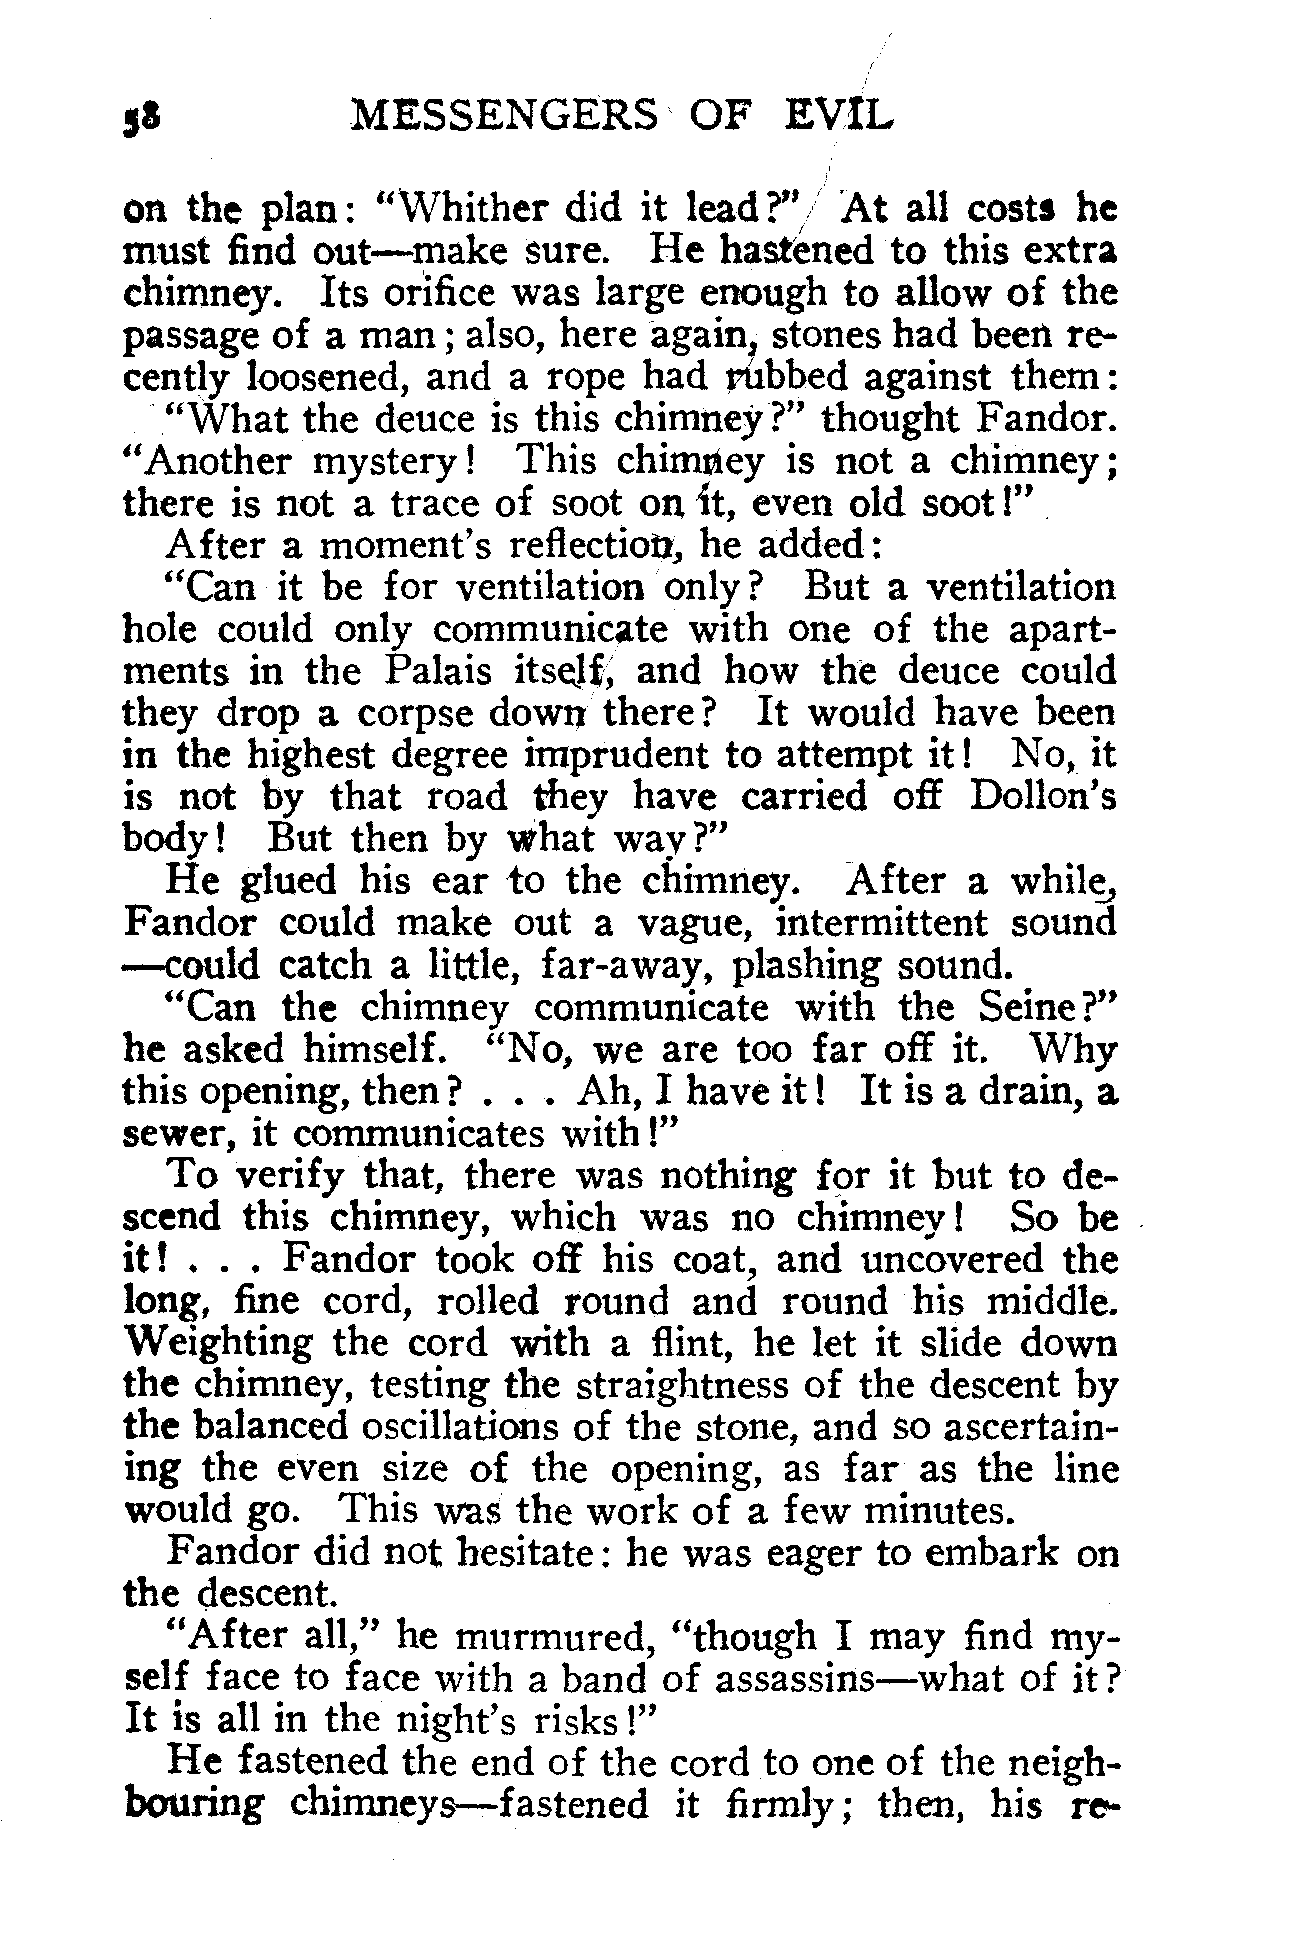 58 MESSENGERS OF EVIL
on the plan: "Whither did it lead?" At all costs he
must find out—make sure. He hastened to this extra
chimney. Its orifice was large enough to allow of the
passage of a man; also, here again, stones had been re-
cently loosened, and a rope had rubbed against them:
"What the deuce is this chimney?" thought Fandor.
"Another mystery! This chimney is not a chimney;
there is not a trace of soot on it, even old soot!"
After a moment's reflection, he added:
"Can it be for ventilation only? But a ventilation
hole could only communicate with one of the apart-
ments in the Palais itself, and how the deuce could
they drop a corpse down there? It would have been
in the highest degree imprudent to attempt it! No, it
is not by that road they have carried off Dollon's
body! But then by what way?"
He glued his ear to the chimney. After a while,
Fandor could make out a vague, intermittent sound
—could catch a little, far-away, plashing sound.
"Can the chimney communicate with the Seine?"
he asked himself. "No, we are too far off it. Why
this opening, then? . . . Ah, I have it! It is a drain, a
sewer, it communicates with!"
To verify that, there was nothing for it but to de-
scend this chimney, which was no chimney! So be
it! . . . Fandor took off his coat, and uncovered the
long, fine cord, rolled round and round his middle.
Weighting the cord with a flint, he let it slide down
the chimney, testing the straightness of the descent by
the balanced oscillations of the stone, and so ascertain-
ing the even size of the opening, as far as the line
would go. This was the work of a few minutes.
Fandor did not hesitate: he was eager to embark on
the descent.
"After all," he murmured, "though I may find my-
self face to face with a band of assassins—what of it?
It is all in the night's risks!"
He fastened the end of the cord to one of the neigh-
bouring chimneys—fastened it firmly; then, his re-